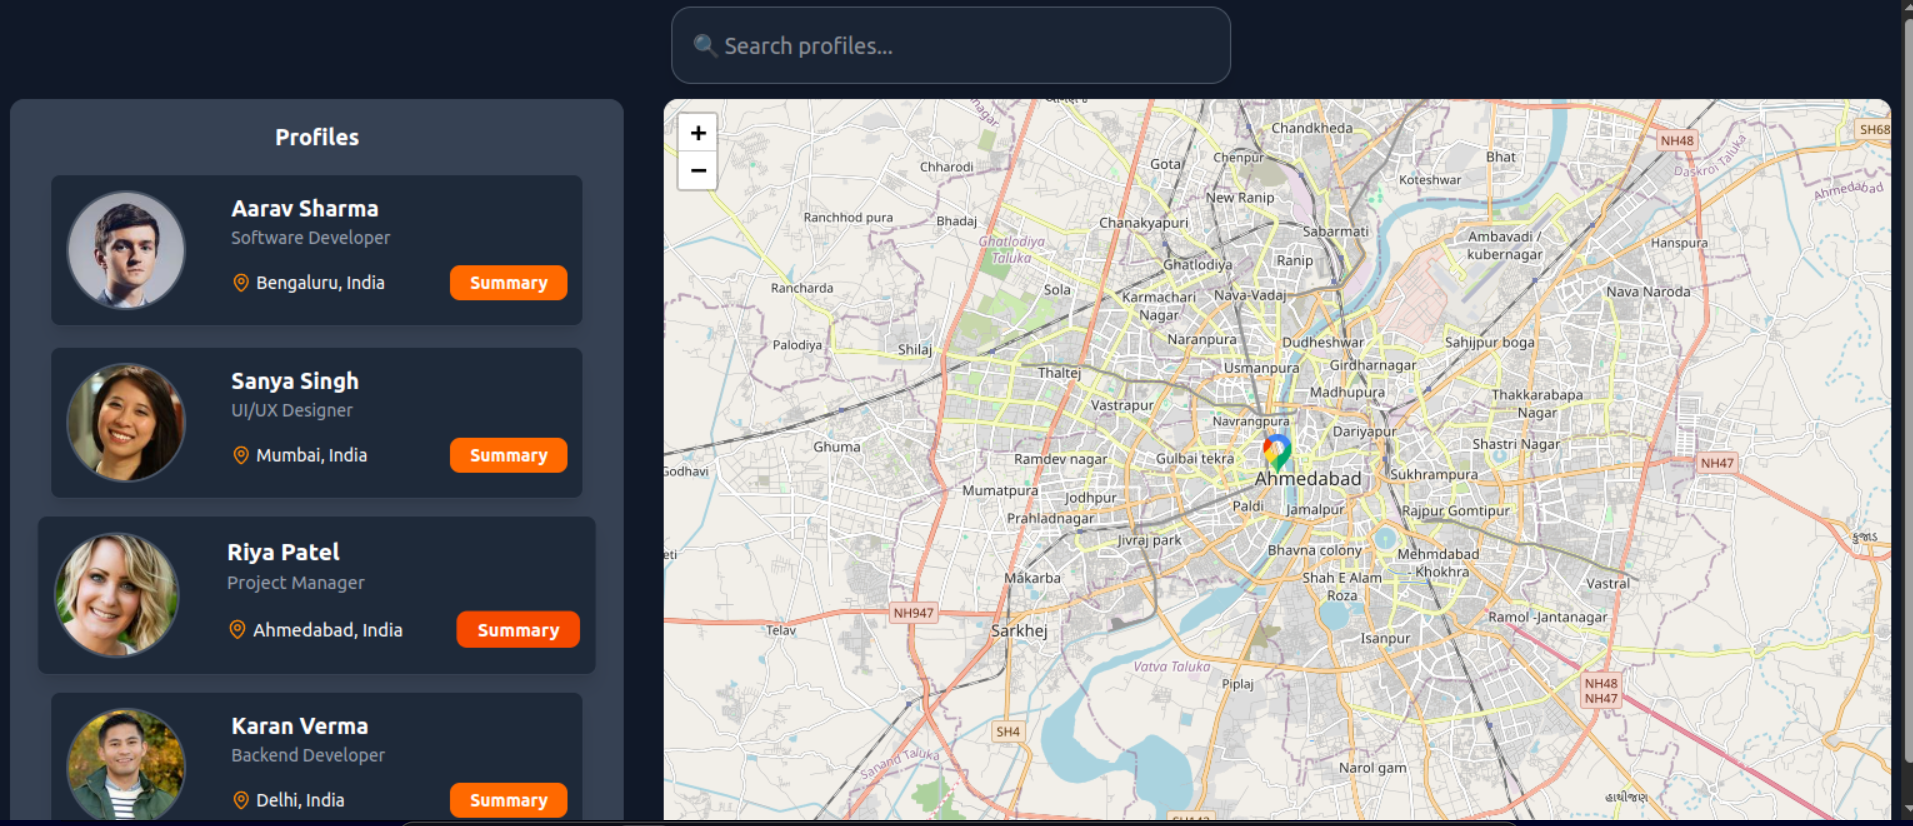 🔍 Search profiles...
Profiles
Aarav Sharma
Software Developer
Bengaluru, India
Summary
Sanya Singh
UI/UX Designer
Mumbai, India
Summary
Riya Patel
Project Manager
Ahmedabad, India
Summary
Karan Verma
Backend Developer
Delhi, India
Summary
+
−
Chandkheda
SH68
NH48
Chharodi
Gota
Chenpur
Bhat
Koteshwar
Daskroi Taluka
Ahmedabad
New Ranip
Ranchhod pura
Bhadaj
Chanakyapuri
Sabarmati
Ghatlodiya
Taluka
Ambavadi /
kubernagar
Hanspura
Ghatlodiya
Ranip
Rancharda
Sola
Karmachari
Nagar
Nava-Vadaj
Nava Naroda
Palodiya
Shilaj
Naranpura
Dudheshwar
Sahijpur boga
Thaltej
Usmanpura
Girdharnagar
Madhupura
Thakkarabapa
Nagar
Vastrapur
Navrangpura
Dariyapur
Shastri Nagar
Ghuma
Ramdev nagar
Gulbai tekra
NH47
Godhavi
Ahmedabad
Sukhrampura
Mumatpura
Jodhpur
Paldi
Jamalpur
Rajpur Gomtipur
Prahladnagar
Jivraj park
Bhavna colony
Mehmdabad
- Khokhra
કુજાડ
eti
Makarba
Shah E Alam
Roza
Vastral
NH947
Ramol -Jantanagar
Telav
Sarkhej
Isanpur
Vatva Taluka
Piplaj
NH48
NH47
SH4
Sanand Taluka
Narol gam
હાથીજણ